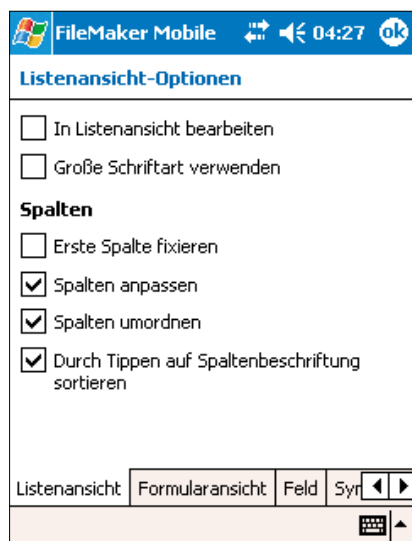 FileMaker Mobile 04:27 ok
Listenansicht-Optionen
In Listenansicht bearbeiten
Große Schriftart verwenden
Spalten
Erste Spalte fixieren
Spalten anpassen
Spalten umordnen
Durch Tippen auf Spaltenbeschriftung
sortieren
Listenansicht Formularansicht Feld